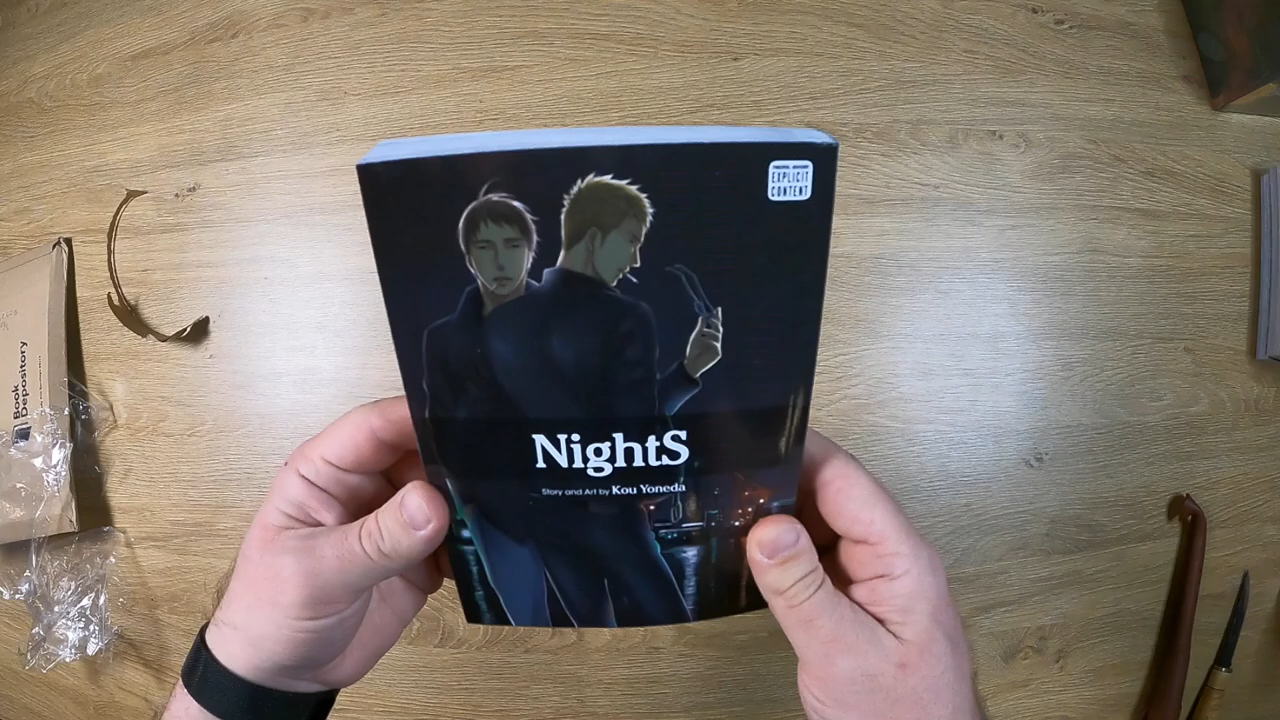 EXPLICIT
CONTENT
NightS
Story and Art by Kou Yoneda
Book
Depository